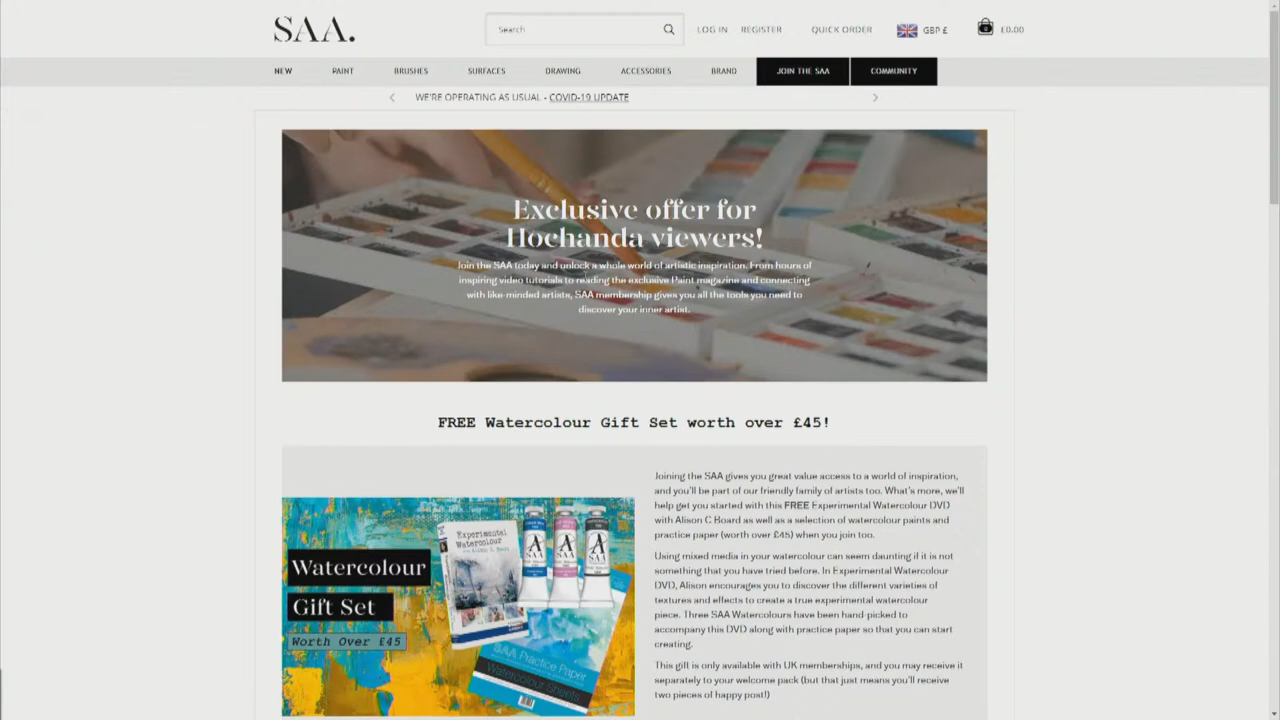 SAA.
Search
LOG IN
REGISTER
QUICK ORDER
GBP £
£0.00
NEW
PAINT
BRUSHES
SURFACES
DRAWING
ACCESSORIES
BRAND
JOIN THE SAA
COMMUNITY
WE'RE OPERATING AS USUAL - COVID-19 UPDATE
Exclusive offer for
Hochanda viewers!
Join the SAA today and unlock a whole world of artistic inspiration. From hours of
inspiring video tutorials to reading the exclusive Paint magazine and connecting
with like-minded artists, SAA membership gives you all the tools you need to
discover your inner artist.
FREE Watercolour Gift Set worth over £45!
Joining the SAA gives you great value access to a world of inspiration,
and you'll be part of our friendly family of artists too. What's more, we'll
help get you started with this FREE Experimental Watercolour DVD
with Alison C Board as well as a selection of watercolour paints and
practice paper (worth over £45) when you join too.
Using mixed media in your watercolour can seem daunting if it is not
something that you have tried before. In Experimental Watercolour
DVD, Alison encourages you to discover the different varieties of
textures and effects to create a true experimental watercolour
piece. Three SAA Watercolours have been hand-picked to
accompany this DVD along with practice paper so that you can start
creating.
This gift is only available with UK memberships, and you may receive it
separately to your welcome pack (but that just means you'll receive
two pieces of happy post!)
Watercolour
Gift Set
Worth Over £45
Experimental
Watercolour
SAA
SAA
SAA
SAA Practice Paper
Watercolour Sheets